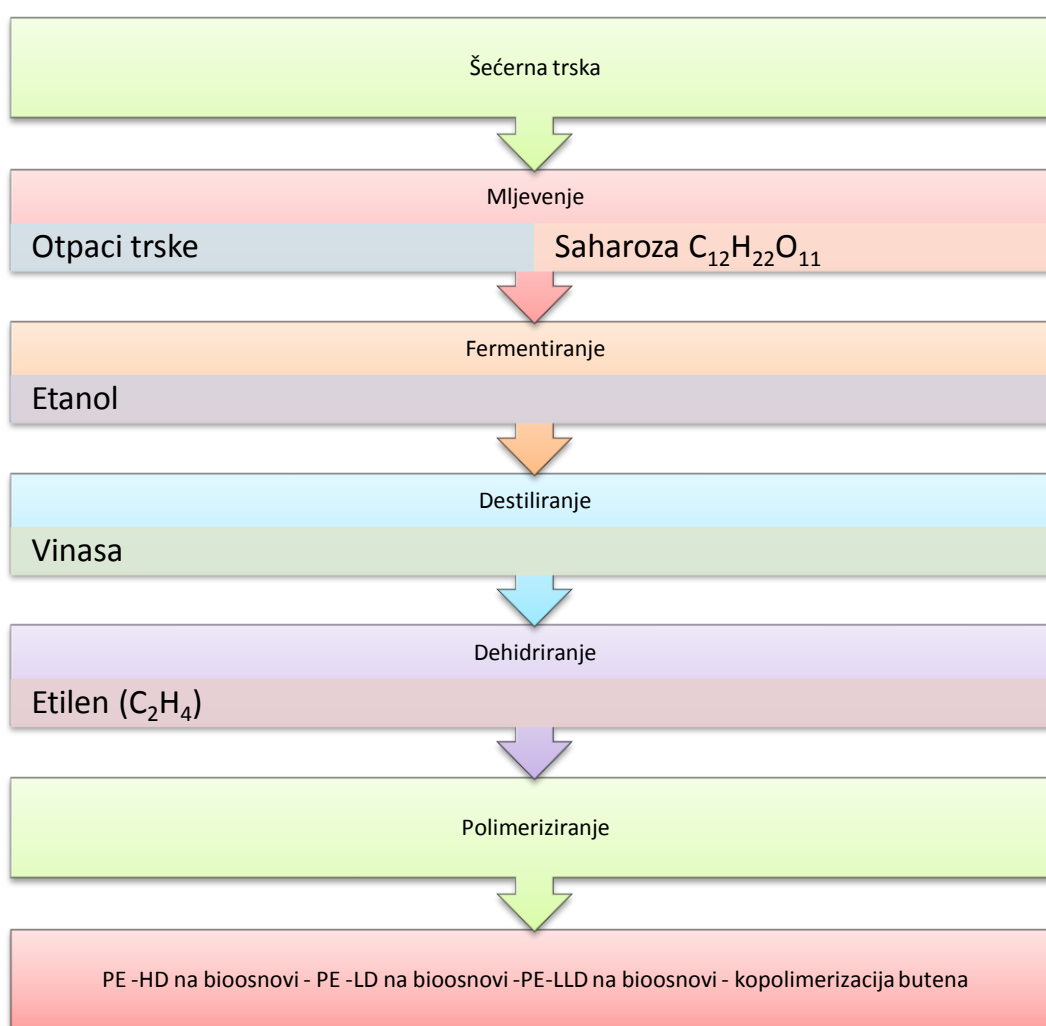 Šećerna trska
Mljevenje
Otpaci trske
Saharoza C₁₂H₂₂O₁₁
Fermentiranje
Etanol
Destiliranje
Vinasa
Dehidriranje
Etilen (C₂H₄)
Polimeriziranje
PE -HD na bioosnovi - PE -LD na bioosnovi -PE-LLD na bioosnovi - kopolimerizacija butena